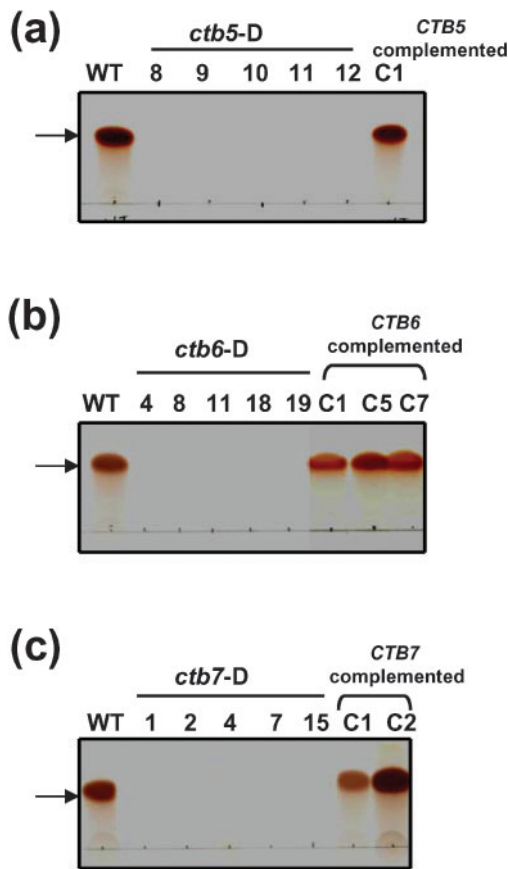 (a)
ctb5-D
CTB5
complemented
WT 8 9 10 11 12 C1
(b)
ctb6-D
CTB6
complemented
WT 4 8 11 18 19 C1 C5 C7
(c)
ctb7-D
CTB7
complemented
WT 1 2 4 7 15 C1 C2